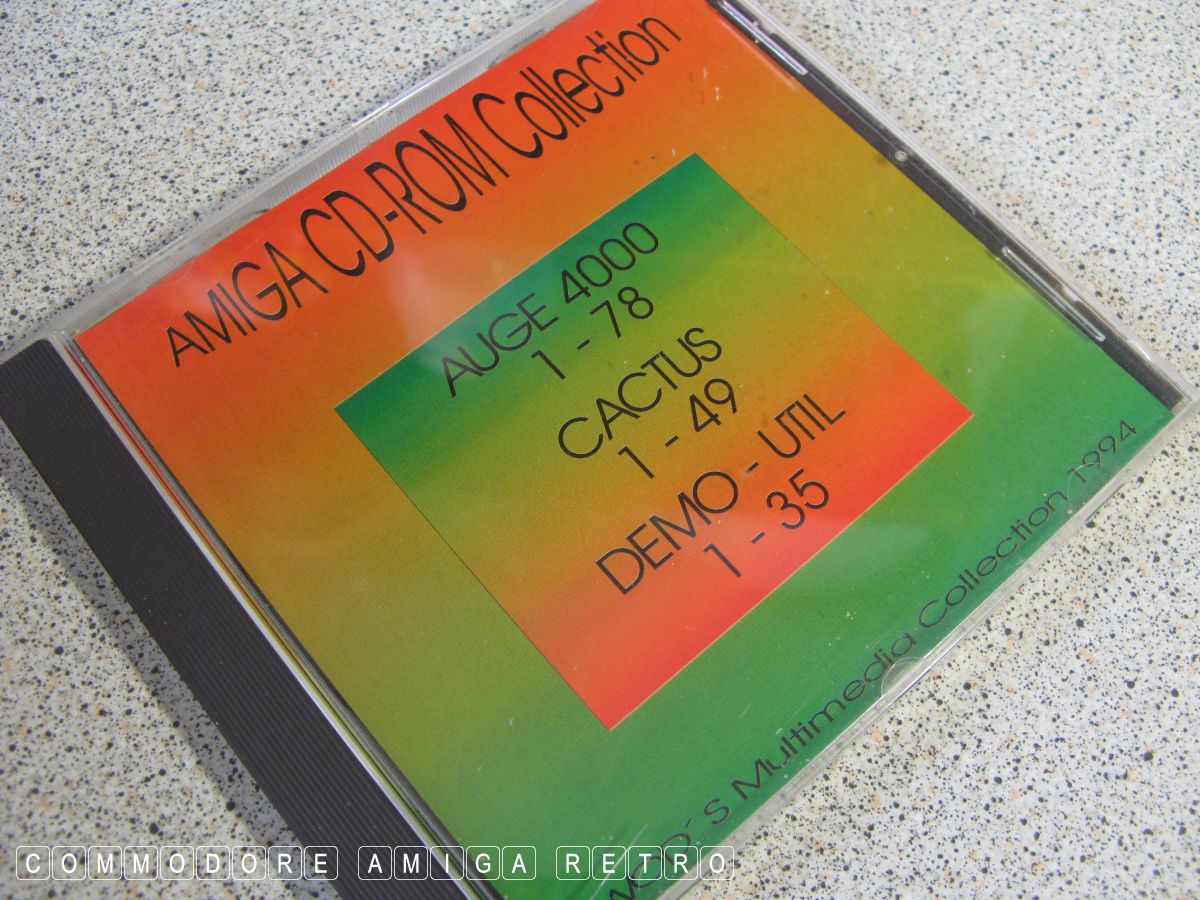 AMIGA CD-ROM Collection
AUGE 4000
1 - 78
CACTUS
1 - 49
DEMO - UTIL
1 - 35
´S Multimedia Collection 1994
COMMODORE AMIGA RETRO